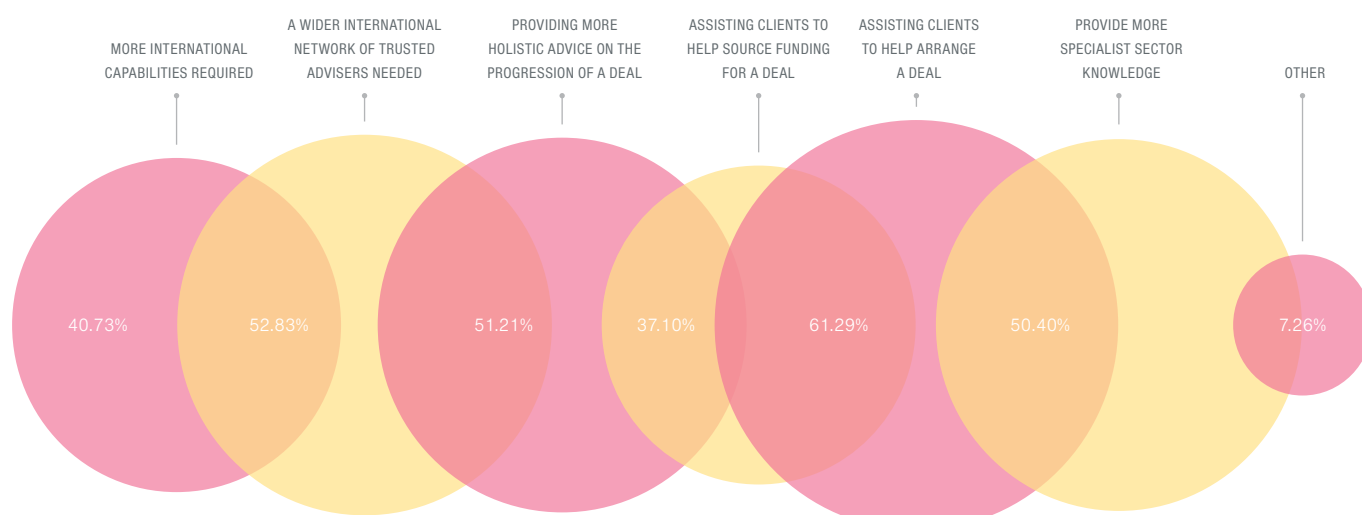 MORE INTERNATIONAL
CAPABILITIES REQUIRED
A WIDER INTERNATIONAL
NETWORK OF TRUSTED
ADVISERS NEEDED
PROVIDING MORE
HOLISTIC ADVICE ON THE
PROGRESSION OF A DEAL
ASSISTING CLIENTS TO
HELP SOURCE FUNDING
FOR A DEAL
ASSISTING CLIENTS
TO HELP ARRANGE
A DEAL
PROVIDE MORE
SPECIALIST SECTOR
KNOWLEDGE
OTHER
40.73%
52.83%
51.21%
37.10%
61.29%
50.40%
7.26%